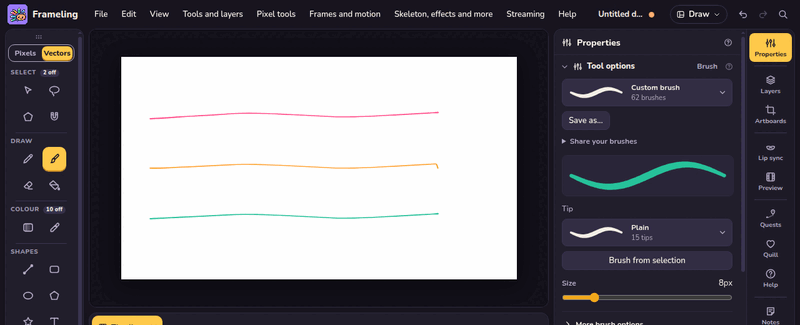 Frameling File Edit View Tools and layers Pixel tools Frames and motion Skeleton, effects and more Streaming Help Untitled d... Draw
Pixels Vectors
SELECT 2 off
DRAW
COLOUR 10 off
SHAPES
Properties
Tool options Brush
Custom brush
62 brushes
Save as...
Share your brushes
Tip
Plain
15 tips
Brush from selection
Size 8px
More brush options
Properties
Layers
Artboards
Lip sync
Preview
Quests
Quill
Help
Notes